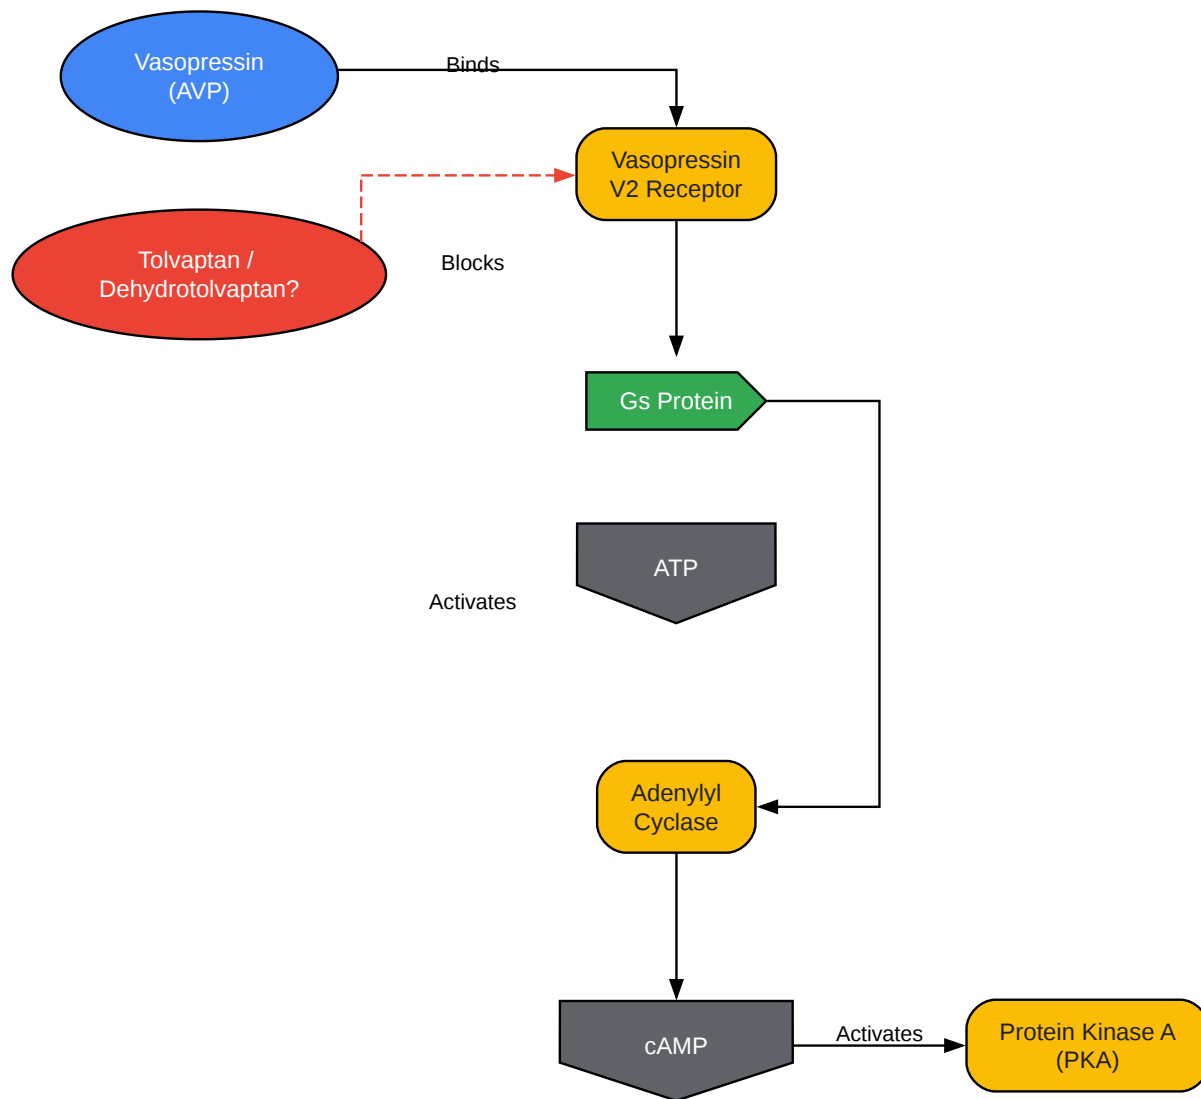 Vasopressin
(AVP)
Binds
Vasopressin
V2 Receptor
Tolvaptan /
Dehydrotolvaptan?
Blocks
Gs Protein
ATP
Activates
Adenylyl
Cyclase
cAMP
Activates
Protein Kinase A
(PKA)